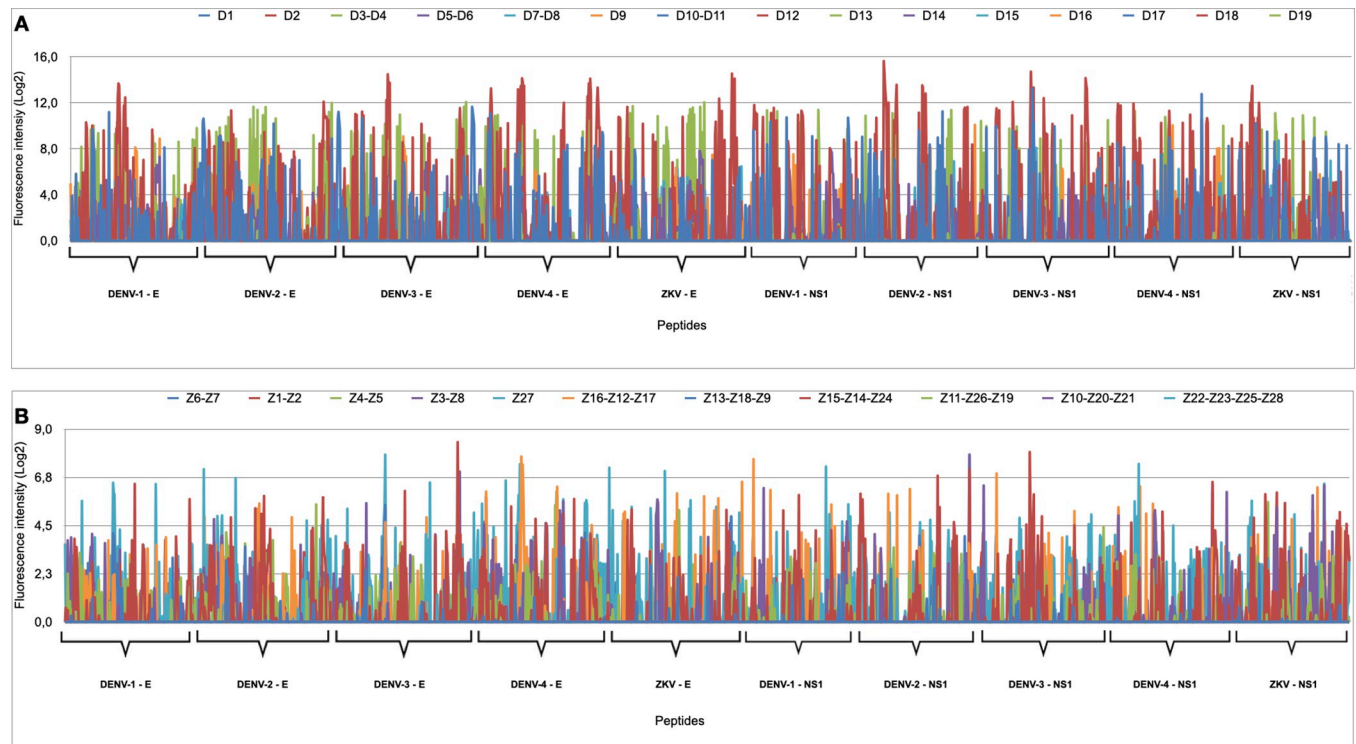 A
D1 D2 D3-D4 D5-D6 D7-D8 D9 D10-D11 D12 D13 D14 D15 D16 D17 D18 D19
Fluorescence intensiy (Log2)
16,0
12,0
8,0
4,0
0,0
DENV-1 - E DENV-2 - E DENV-3 - E DENV-4 - E ZKV - E DENV-1 - NS1 DENV-2 - NS1 DENV-3 - NS1 DENV-4 - NS1 ZKV - NS1
Peptides
B
Z6-Z7 Z1-Z2 Z4-Z5 Z3-Z8 Z27 Z16-Z12-Z17 Z13-Z18-Z9 Z15-Z14-Z24 Z11-Z26-Z19 Z10-Z20-Z21 Z22-Z23-Z25-Z28
Fluorescence intensity (Log2)
9,0
6,8
4,5
2,3
0,0
DENV-1 - E DENV-2 - E DENV-3 - E DENV-4 - E ZKV - E DENV-1 - NS1 DENV-2 - NS1 DENV-3 - NS1 DENV-4 - NS1 ZKV - NS1
Peptides